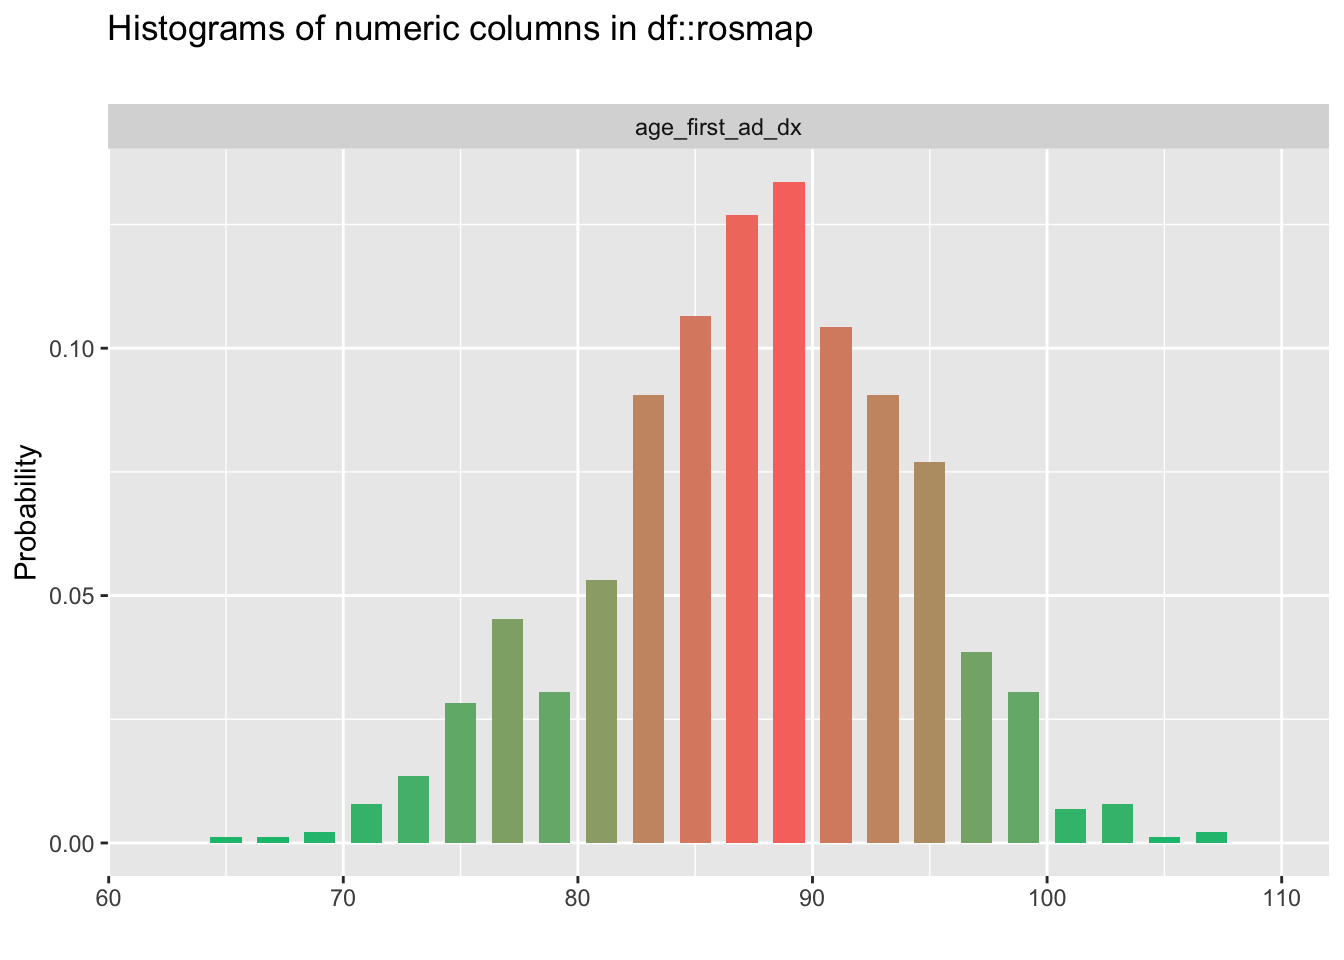 Histograms of numeric columns in df::rosmap
age_first_ad_dx
Probability
0.10
0.05
0.00
60 70 80 90 100 110